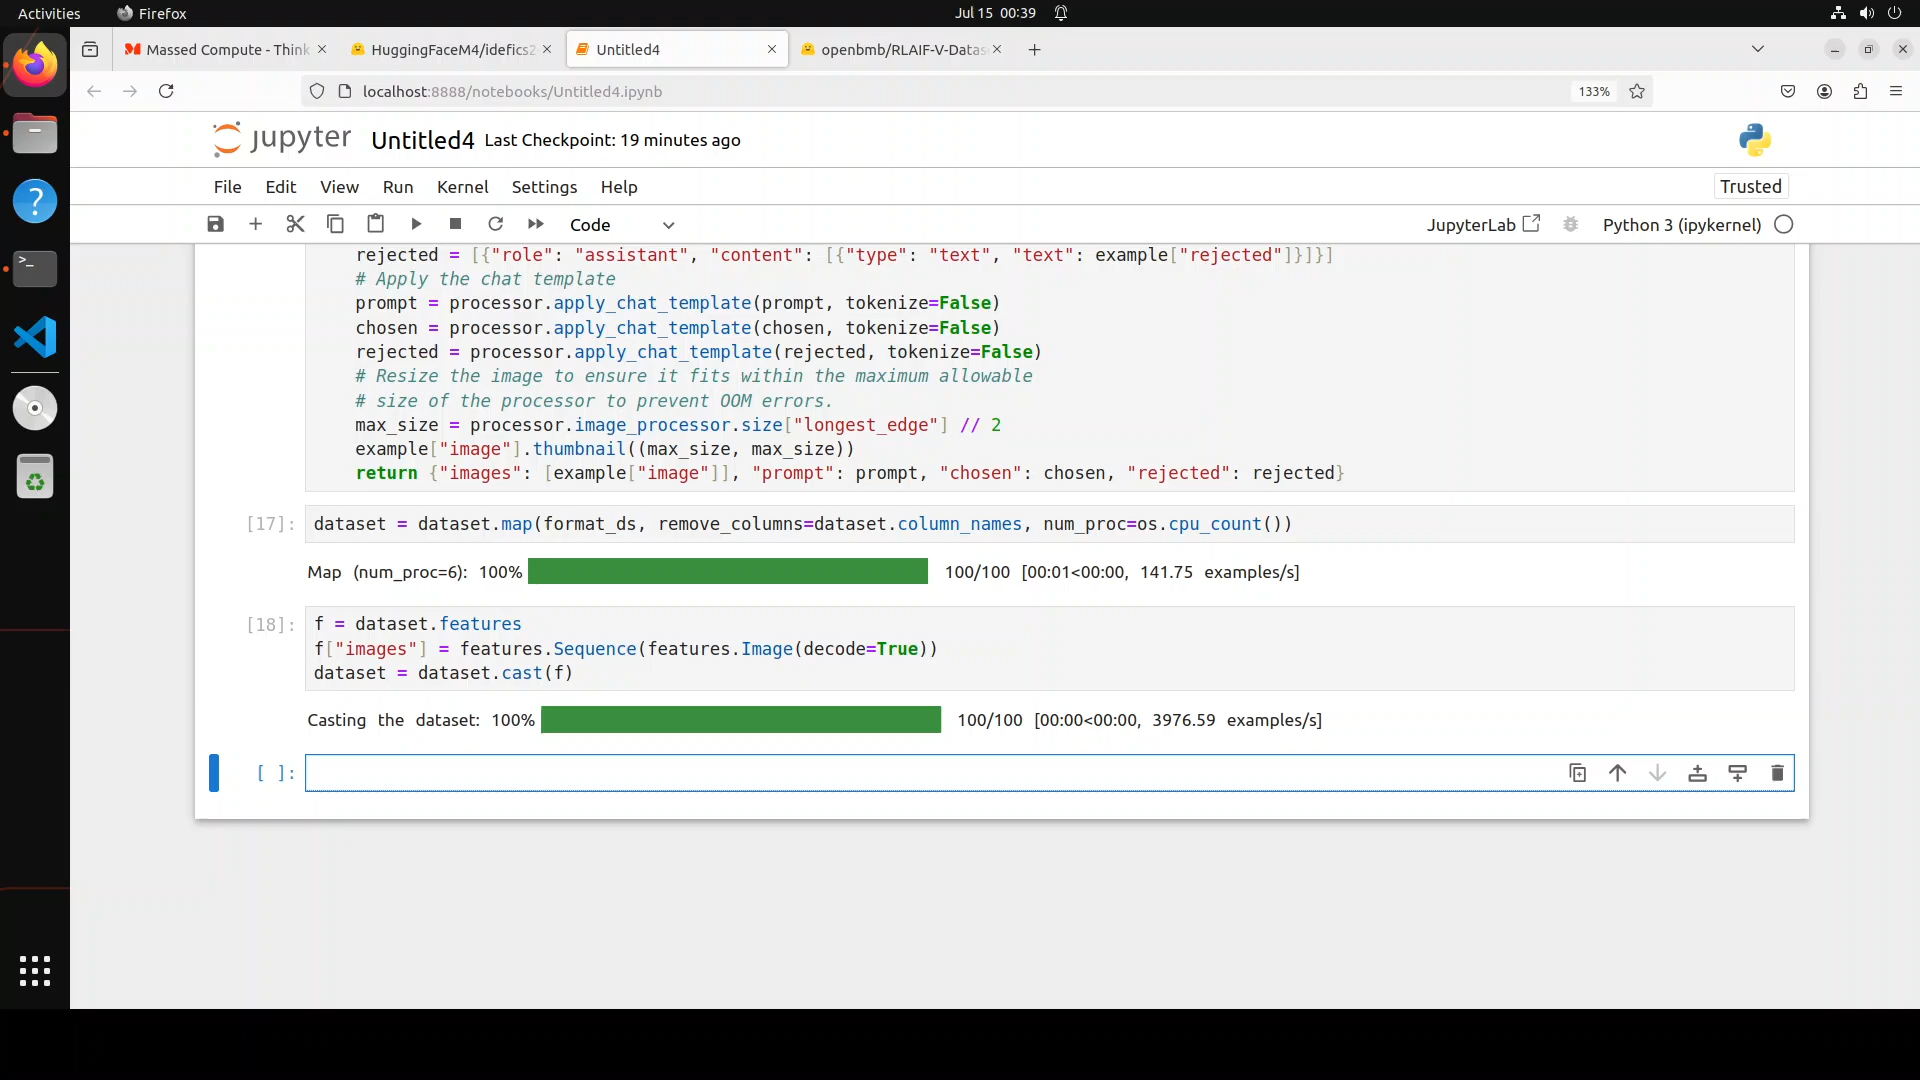 Activities
Firefox
Jul 15 00:39
Massed Compute - Think
HuggingFaceM4/idefics2
Untitled4
openbmb/RLAIF-V-Datas
localhost:8888/notebooks/Untitled4.ipynb
133%
jupyter
Untitled4
Last Checkpoint: 19 minutes ago
File
Edit
View
Run
Kernel
Settings
Help
Trusted
Code
JupyterLab
Python 3 (ipykernel)
rejected = [{"role": "assistant", "content": [{"type": "text", "text": example["rejected"]}]}]
# Apply the chat template
prompt = processor.apply_chat_template(prompt, tokenize=False)
chosen = processor.apply_chat_template(chosen, tokenize=False)
rejected = processor.apply_chat_template(rejected, tokenize=False)
# Resize the image to ensure it fits within the maximum allowable
# size of the processor to prevent OOM errors.
max_size = processor.image_processor.size["longest_edge"] // 2
example["image"].thumbnail((max_size, max_size))
return {"images": [example["image"]], "prompt": prompt, "chosen": chosen, "rejected": rejected}
[17]: dataset = dataset.map(format_ds, remove_columns=dataset.column_names, num_proc=os.cpu_count())
Map (num_proc=6): 100% 100/100 [00:01<00:00, 141.75 examples/s]
[18]: f = dataset.features
f["images"] = features.Sequence(features.Image(decode=True))
dataset = dataset.cast(f)
Casting the dataset: 100% 100/100 [00:00<00:00, 3976.59 examples/s]
[ ]: